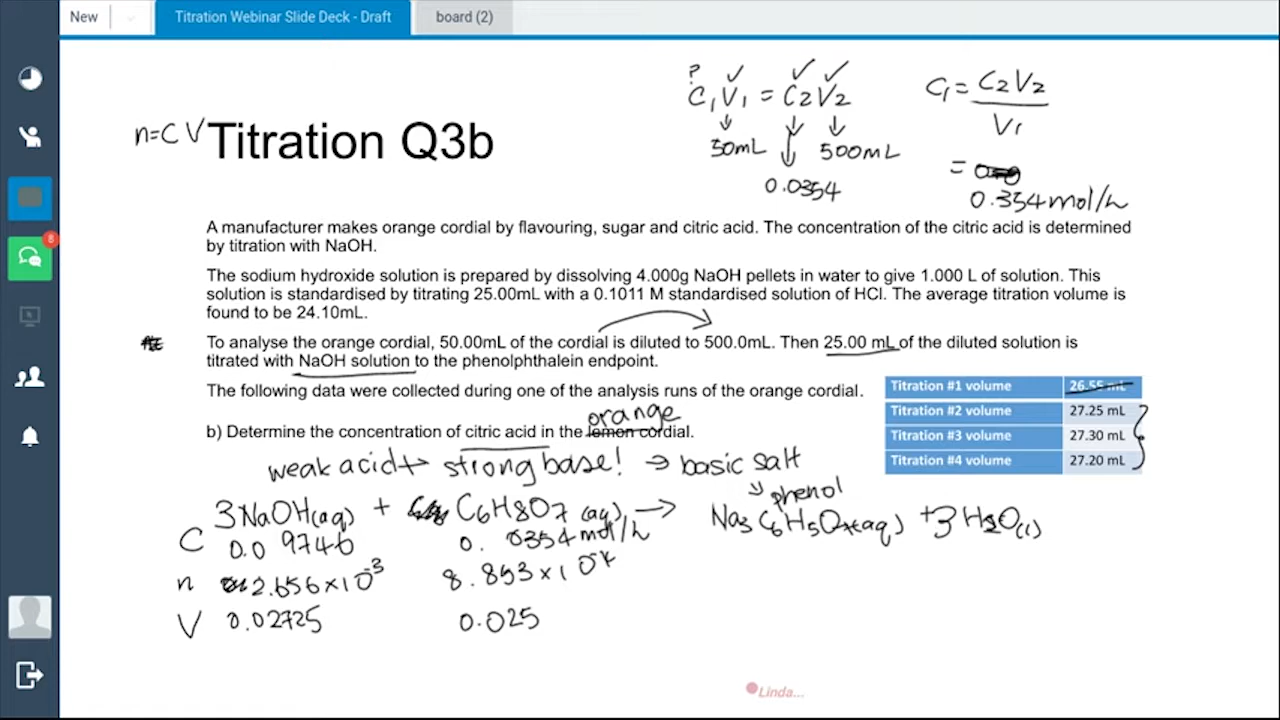 New
Titration Webinar Slide Deck - Draft
board (2)
8
? ✓ ✓ ✓
C₁V₁ = C2V2
50mL
500mL
0.0354
C₁ = C2V2
V₁
=
0.354 mol/L
n=CV
Titration Q3b
A manufacturer makes orange cordial by flavouring, sugar and citric acid. The concentration of the citric acid is determined
by titration with NaOH.
The sodium hydroxide solution is prepared by dissolving 4.000g NaOH pellets in water to give 1.000 L of solution. This
solution is standardised by titrating 25.00mL with a 0.1011 M standardised solution of HCl. The average titration volume is
found to be 24.10mL.
To analyse the orange cordial, 50.00mL of the cordial is diluted to 500.0mL. Then 25.00 mL of the diluted solution is
titrated with NaOH solution to the phenolphthalein endpoint.
The following data were collected during one of the analysis runs of the orange cordial.
Titration #1 volume 26.55 mL
Titration #2 volume 27.25 mL
Titration #3 volume 27.30 mL
Titration #4 volume 27.20 mL
orange
b) Determine the concentration of citric acid in the lemon cordial.
weak acid + strong base! → basic salt
↓ phenol
3NaOH(aq) + C6H8O7 (aq) → Na3C6H5O7(aq) + 3H2O(l)
C 0.09746 0.0354 mol/L
n 2.656×10⁻³ 8.853×10⁻⁴
V 0.02725 0.025
Linda...